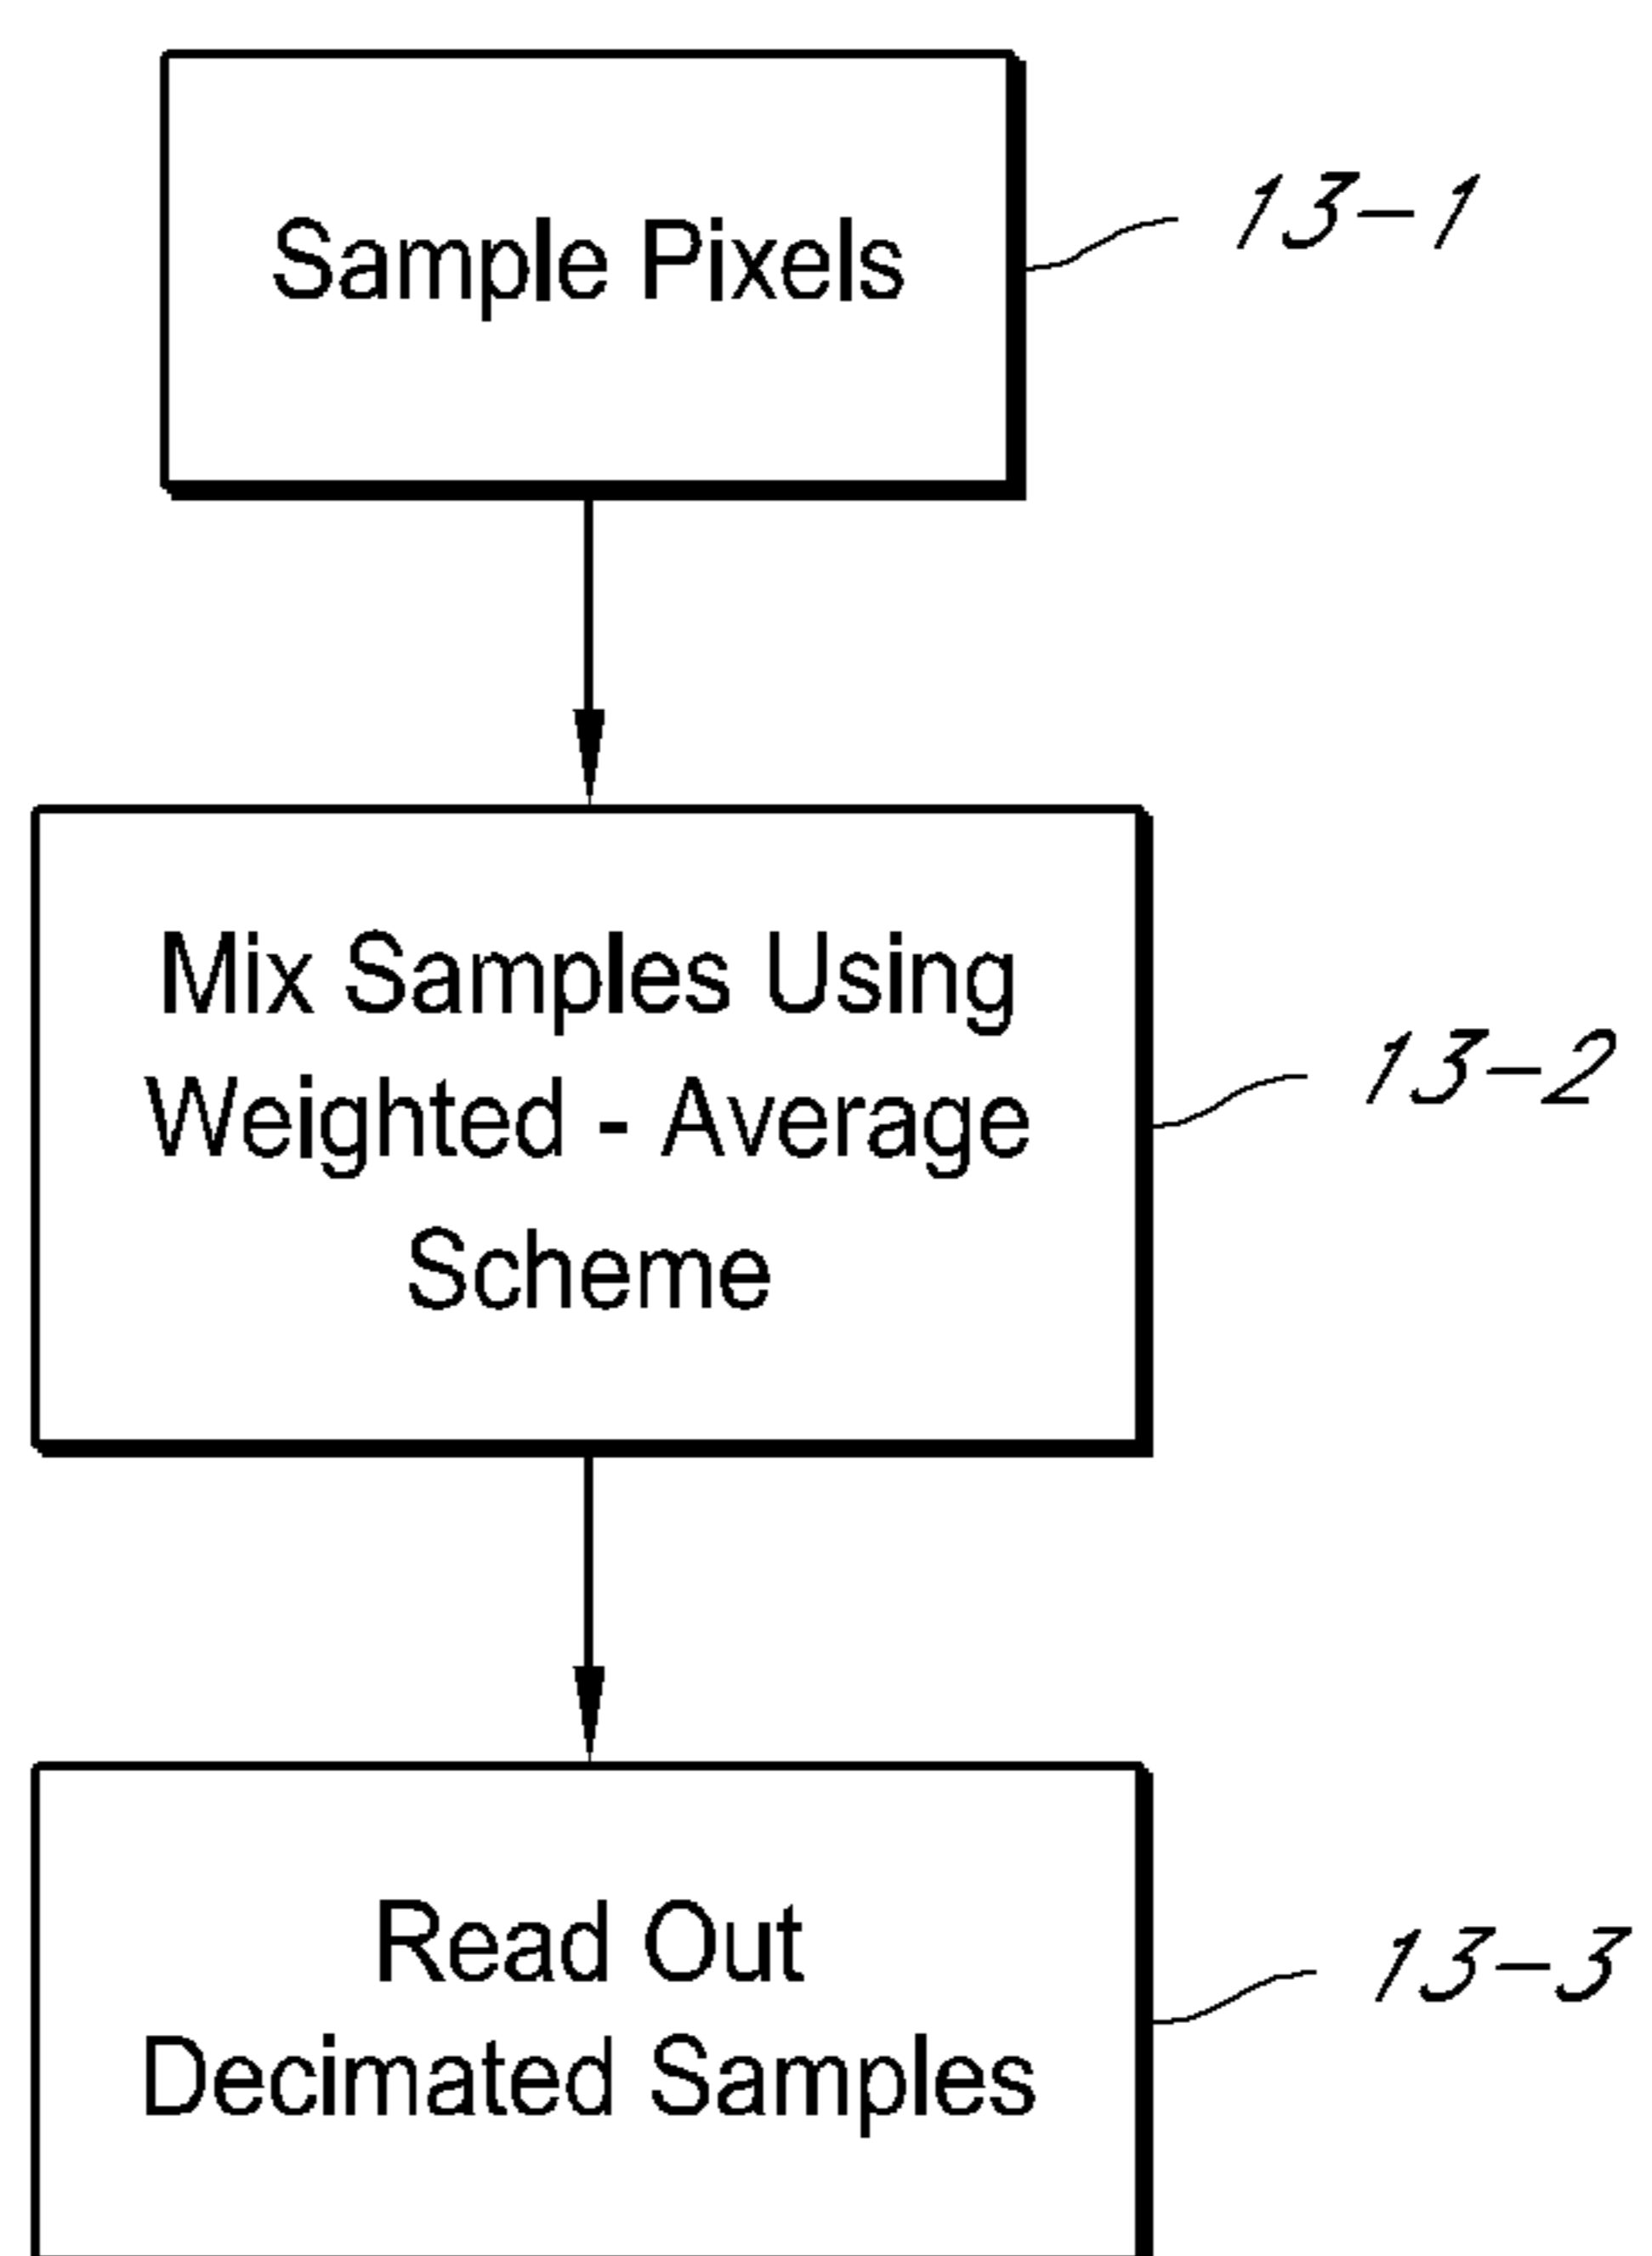 Sample Pixels
13-1
Mix Samples Using
Weighted - Average
Scheme
13-2
Read Out
Decimated Samples
13-3